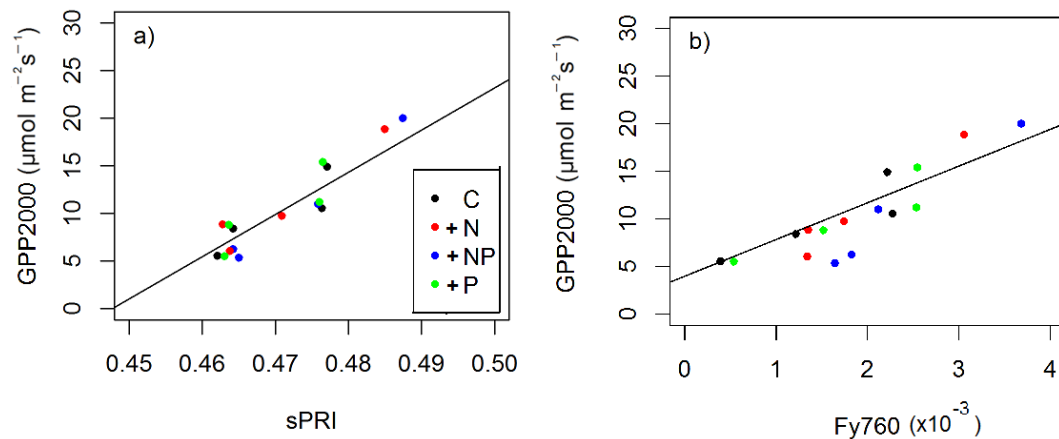 a)
GPP2000 (μmol m⁻²s⁻¹)
30
25
20
15
10
5
0
C
+ N
+ NP
+ P
0.45 0.46 0.47 0.48 0.49 0.50
sPRI
b)
GPP2000 (μmol m⁻²s⁻¹)
30
25
20
15
10
5
0
0 1 2 3 4
Fy760 (x10⁻³)